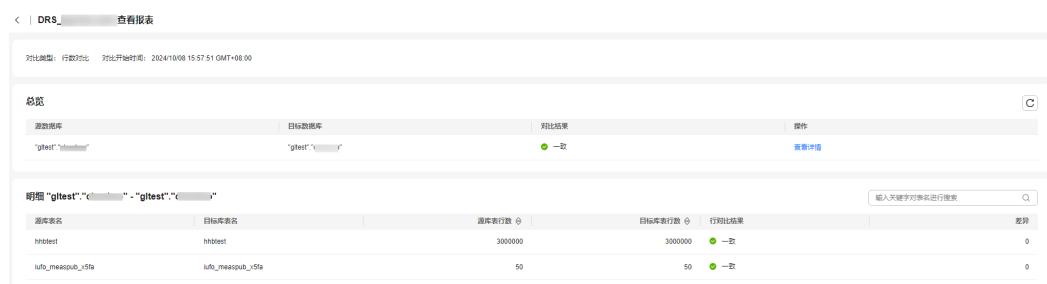 DRS_ 查看报表
对比类型： 行数对比 对比开始时间： 2024/10/08 15:57:51 GMT+08:00
总览
源数据库 目标数据库 对比结果 操作
"gltest"." " "gltest"." " 一致 查看详情
明细 "gltest"." " - "gltest"." "
输入关键字对表名进行搜索
源库表名 目标库表名 源库表行数 目标库表行数 行对比结果 差异
hhbtest hhbtest 3000000 3000000 一致 0
iufo_measpub_x5fa iufo_measpub_x5fa 50 50 一致 0